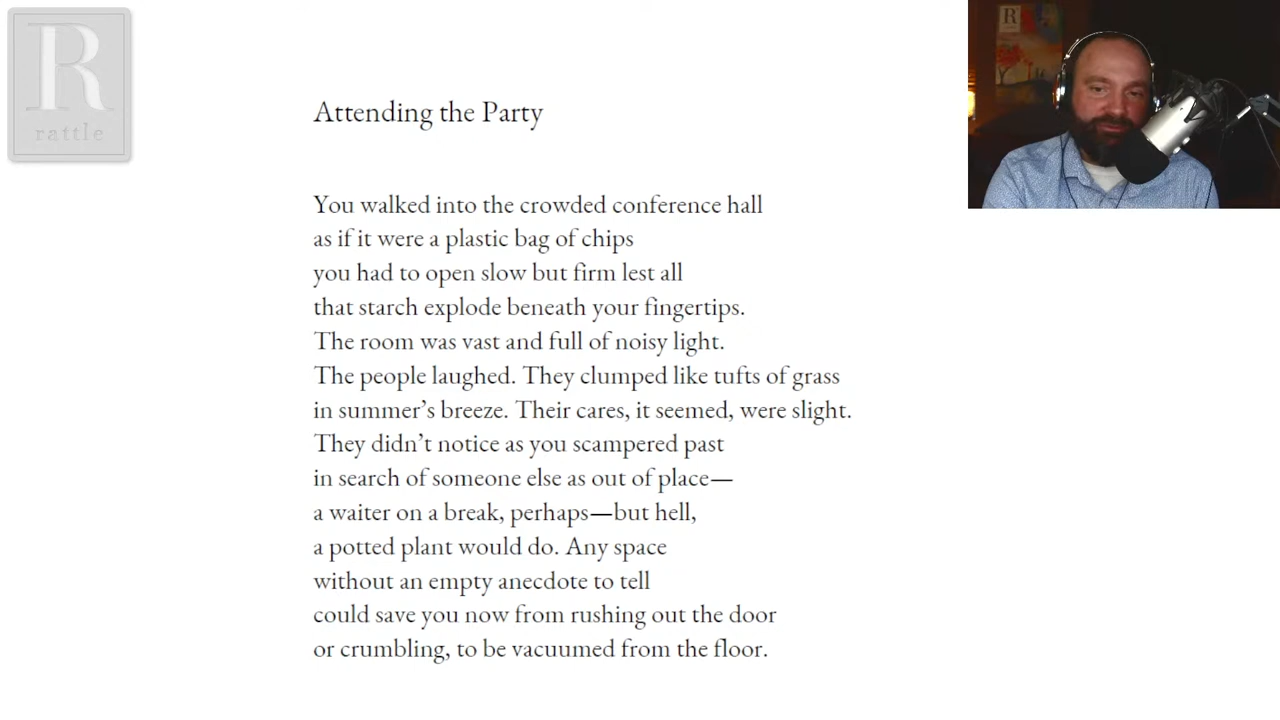 R
rattle
R
Attending the Party
You walked into the crowded conference hall
as if it were a plastic bag of chips
you had to open slow but firm lest all
that starch explode beneath your fingertips.
The room was vast and full of noisy light.
The people laughed. They clumped like tufts of grass
in summer’s breeze. Their cares, it seemed, were slight.
They didn’t notice as you scampered past
in search of someone else as out of place—
a waiter on a break, perhaps—but hell,
a potted plant would do. Any space
without an empty anecdote to tell
could save you now from rushing out the door
or crumbling, to be vacuumed from the floor.